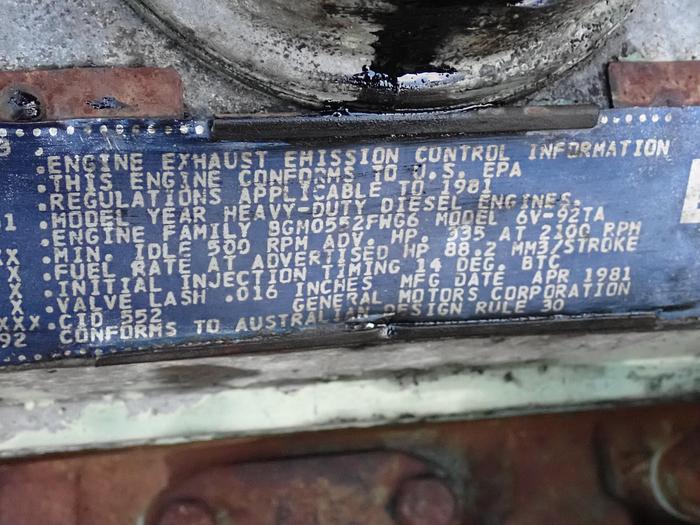 ENGINE EXHAUST EMISSION CONTROL INFORMATION
THIS ENGINE CONFORMS TO U.S. EPA
REGULATIONS APPLICABLE TO 1981
MODEL YEAR HEAVY-DUTY DIESEL ENGINES.
ENGINE FAMILY BGM0552FWG6 MODEL 6V-92TA
MIN. IDLE 500 RPM ADV. HP. 335 AT 2100 RPM
FUEL RATE AT ADVERTISED HP 88.2 MM3/STROKE
INITIAL INJECTION TIMING 14 DEG. BTC
VALVE LASH .016 INCHES MFG DATE APR 1981
CID 552 GENERAL MOTORS CORPORATION
CONFORMS TO AUSTRALIAN DESIGN RULE 30